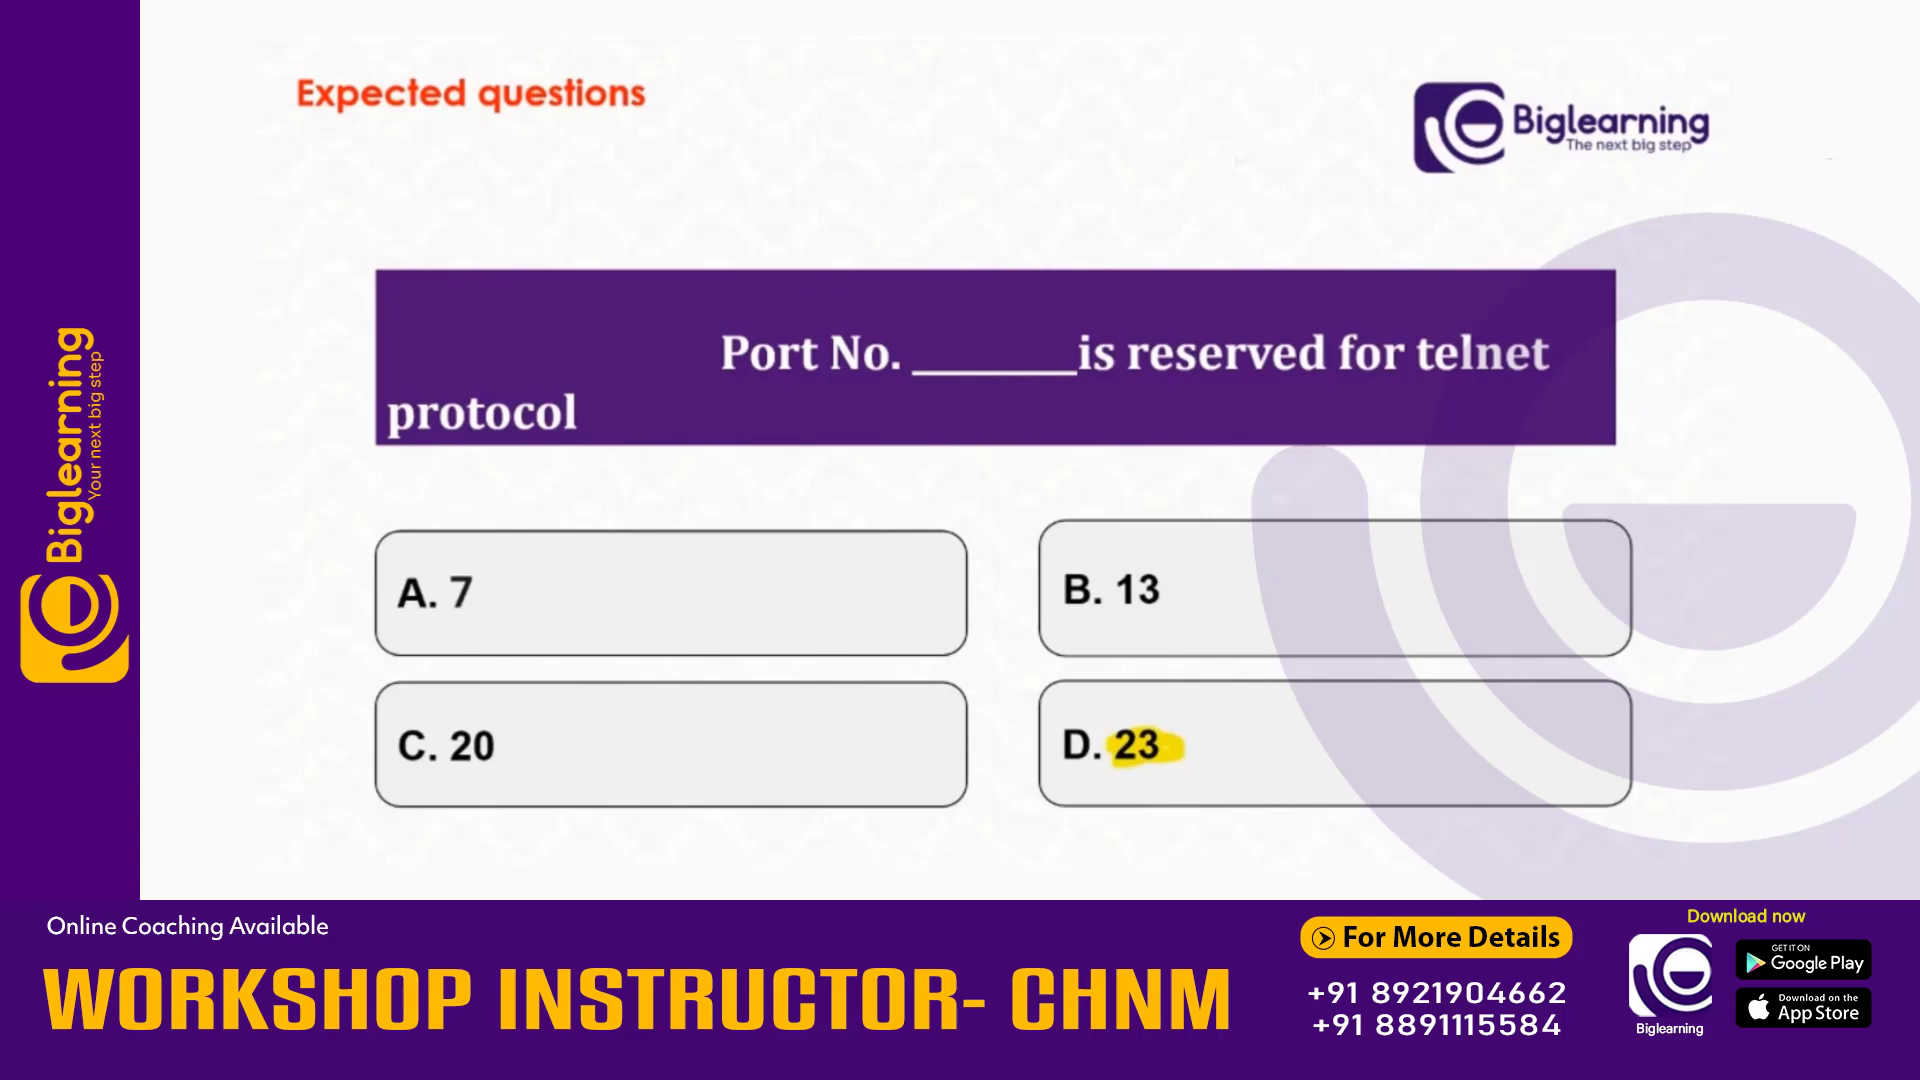 Expected questions
Biglearning
The next big step
Port No. _______is reserved for telnet
protocol
A. 7
B. 13
C. 20
D. 23
Biglearning
Your next big step
Online Coaching Available
WORKSHOP INSTRUCTOR- CHNM
For More Details
+91 8921904662
+91 8891115584
Download now
Biglearning
GET IT ON
Google Play
Download on the
App Store